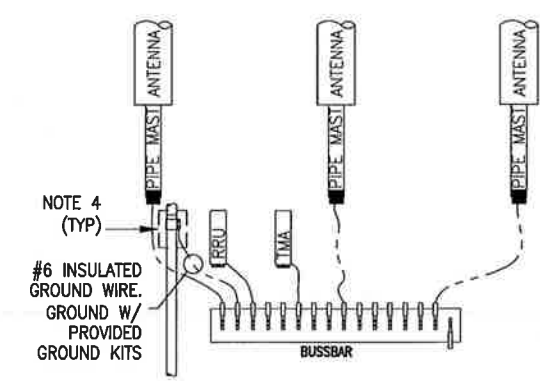 ANTENNA
ANTENNA
ANTENNA
PIPE MAST
PIPE MAST
PIPE MAST
NOTE 4
(TYP)
RRU
TMA
#6 INSULATED
GROUND WIRE.
GROUND W/
PROVIDED
GROUND KITS
BUSSBAR